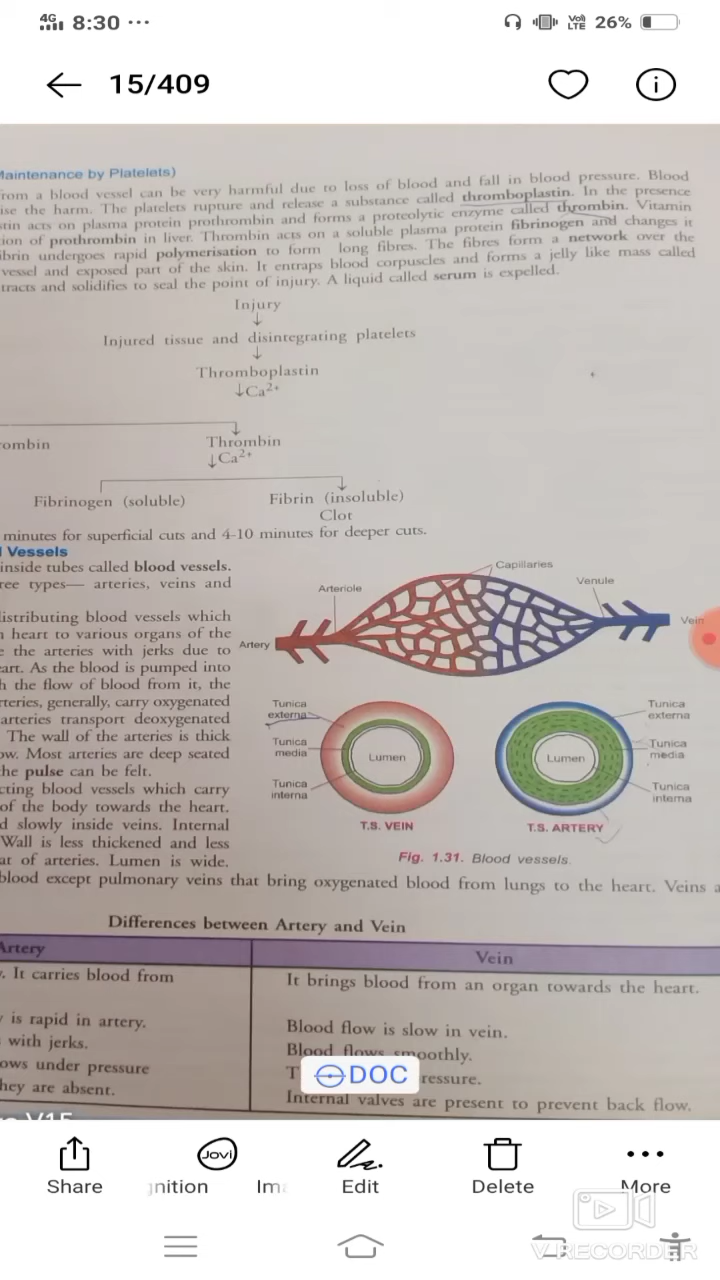 4G 8:30 ...
Vo) LTE 26%
15/409
Maintenance by Platelets)
from a blood vessel can be very harmful due to loss of blood and fall in blood pressure. Blood
ise the harm. The platelets rupture and release a substance called thromboplastin. In the presence
stin acts on plasma protein prothrombin and forms a proteolytic enzyme called thrombin. Vitamin
tion of prothrombin in liver. Thrombin acts on a soluble plasma protein fibrinogen and changes it
ibrin undergoes rapid polymerisation to form long fibres. The fibres form a network over the
vessel and exposed part of the skin. It entraps blood corpuscles and forms a jelly like mass called
tracts and solidifies to seal the point of injury. A liquid called serum is expelled.
Injury
↓
Injured tissue and disintegrating platelets
↓
Thromboplastin
↓Ca2+
rombin Thrombin
↓Ca2+
Fibrinogen (soluble) Fibrin (insoluble)
Clot
minutes for superficial cuts and 4-10 minutes for deeper cuts.
Vessels
inside tubes called blood vessels.
ree types— arteries, veins and
listributing blood vessels which
heart to various organs of the
e the arteries with jerks due to
eart. As the blood is pumped into
h the flow of blood from it, the
rteries, generally, carry oxygenated
arteries transport deoxygenated
The wall of the arteries is thick
ow. Most arteries are deep seated
he pulse can be felt.
cting blood vessels which carry
of the body towards the heart.
d slowly inside veins. Internal
Wall is less thickened and less
at of arteries. Lumen is wide.
Capillaries
Arteriole
Venule
Artery
Vein
Tunica
externa
Tunica
media
Tunica
interna
Lumen
T.S. VEIN
Tunica
externa
Tunica
media
Tunica
interna
Lumen
T.S. ARTERY
Fig. 1.31. Blood vessels.
blood except pulmonary veins that bring oxygenated blood from lungs to the heart. Veins a
Differences between Artery and Vein
Artery Vein
. It carries blood from It brings blood from an organ towards the heart.
is rapid in artery. Blood flow is slow in vein.
with jerks. Blood flows smoothly.
ows under pressure T ressure.
hey are absent. Internal valves are present to prevent back flow.
DOC
V15
Jovi
Share gnition Im Edit Delete More
V RECORDER